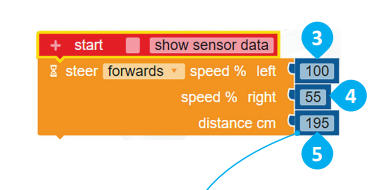 3
+ start show sensor data
steer forwards speed % left 100
speed % right 55 4
distance cm 195
5